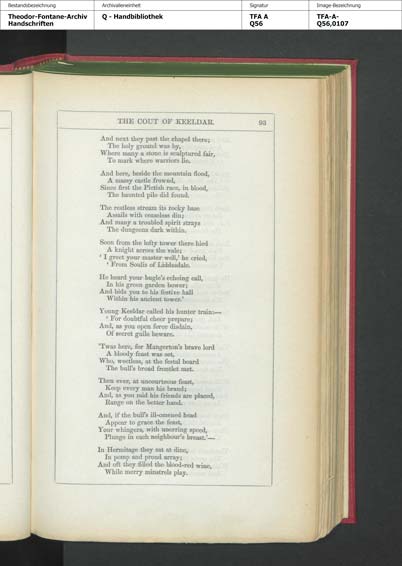 Bestandsbezeichnung
Archivalieneinheit
Signatur
Image-Bezeichnung
Theodor-Fontane-Archiv
Handschriften
Q - Handbibliothek
TFA A
Q56
TFA-A-
Q56,0107
THE COUT OF KEELDAR. 93
And next they past the chapel there;
The holy ground was by,
Where many a stone is sculptured fair,
To mark where warriors lie.
And here, beside the mountain flood,
A massy castle frowned,
Since first the Pictish race, in blood,
The haunted pile did found.
The restless stream its rocky base
Assails with ceaseless din;
And many a troubled spirit strays
The dungeons dark within.
Soon from the lofty tower there hied
A knight across the vale;
‘ I greet your master well,’ he cried,
‘ From Soulis of Liddesdale.
He heard your bugle's echoing call,
In his green garden bower;
And bids you to his festive hall
Within his ancient tower.’
Young Keeldar called his hunter train:—
‘ For doubtful cheer prepare;
And, as you open force disdain,
Of secret guile beware.
'Twas here, for Mangerton's brave lord
A bloody feast was set,
Who, weetless, at the festal board
The bull's broad frontlet met.
Then ever, at uncourteous feast,
Keep every man his brand;
And, as you mid his friends are placed,
Range on the better hand.
And, if the bull's ill-omened head
Appear to grace the feast,
Your whingers, with unerring speed,
Plunge in each neighbour's breast.’—
In Hermitage they sat at dine,
In pomp and proud array;
And oft they filled the blood-red wine,
While merry minstrels play.